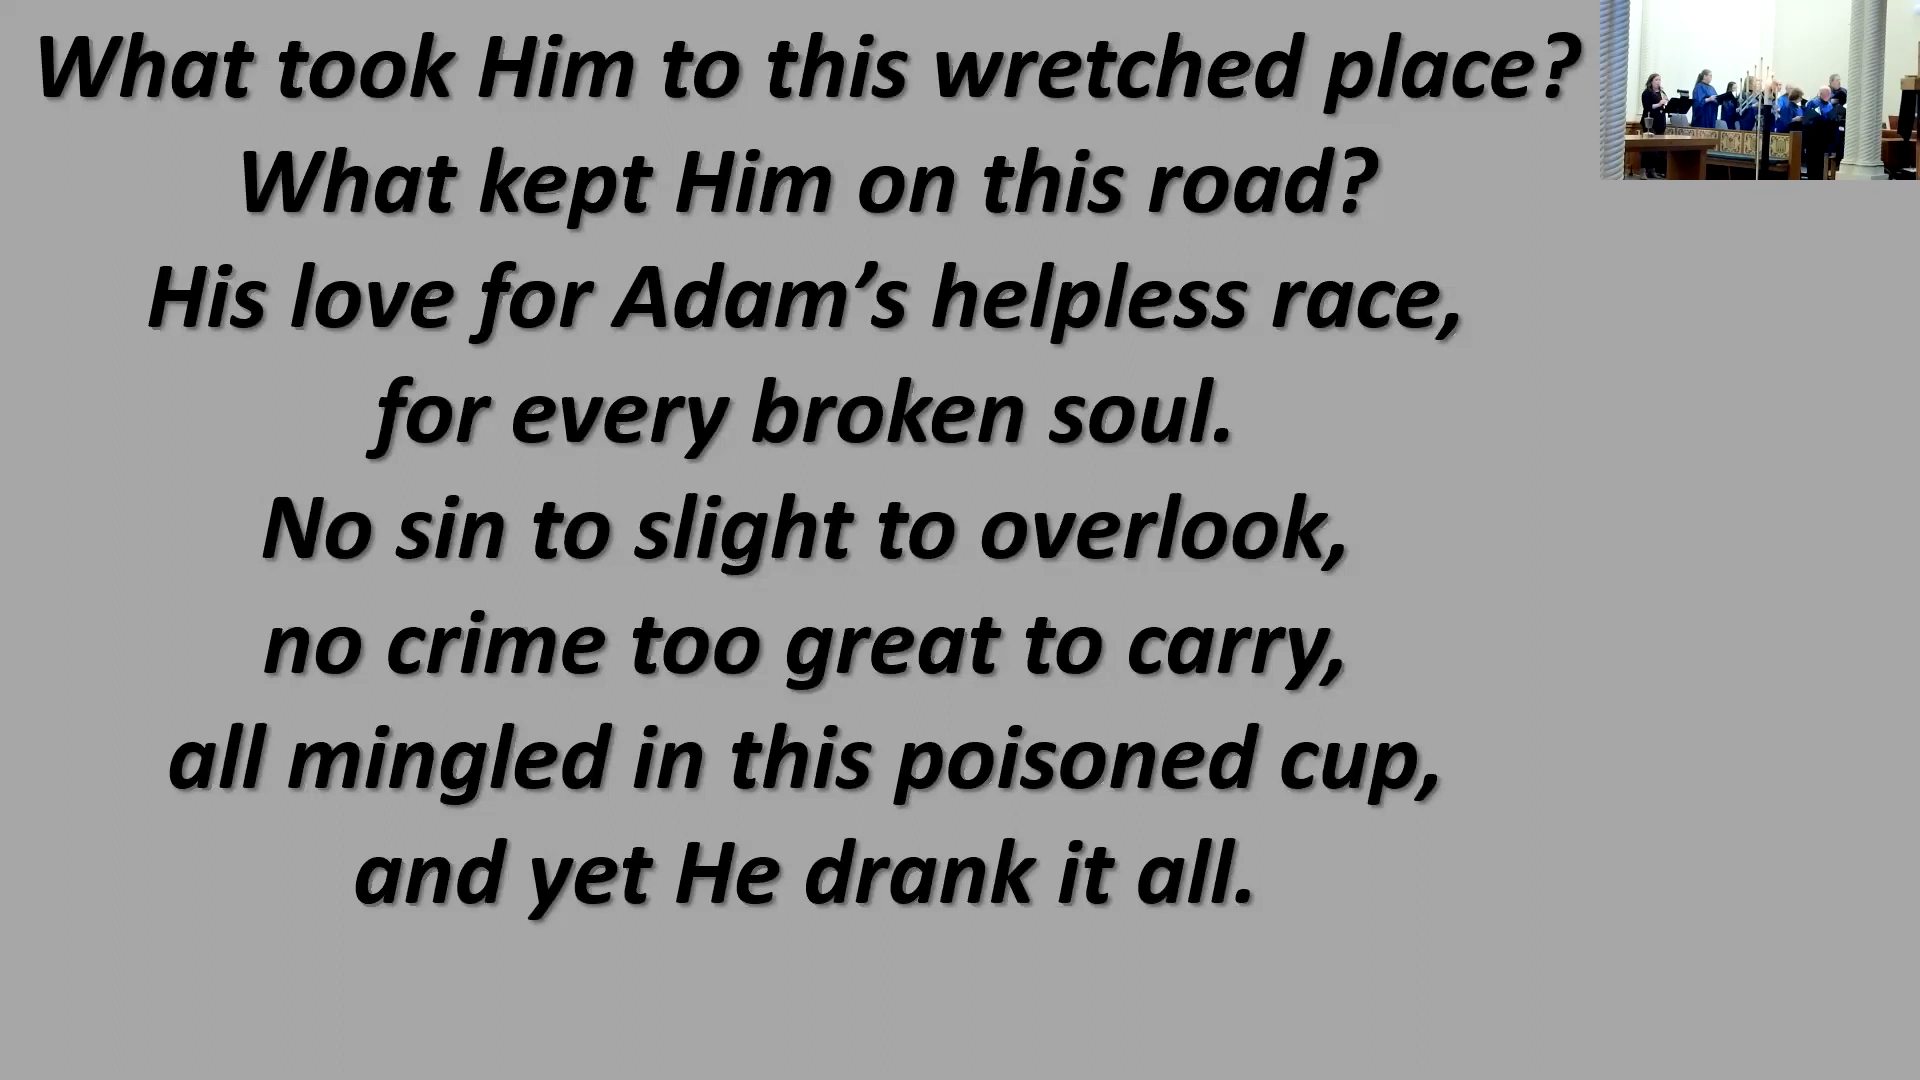 What took Him to this wretched place?
What kept Him on this road?
His love for Adam’s helpless race,
for every broken soul.
No sin to slight to overlook,
no crime too great to carry,
all mingled in this poisoned cup,
and yet He drank it all.